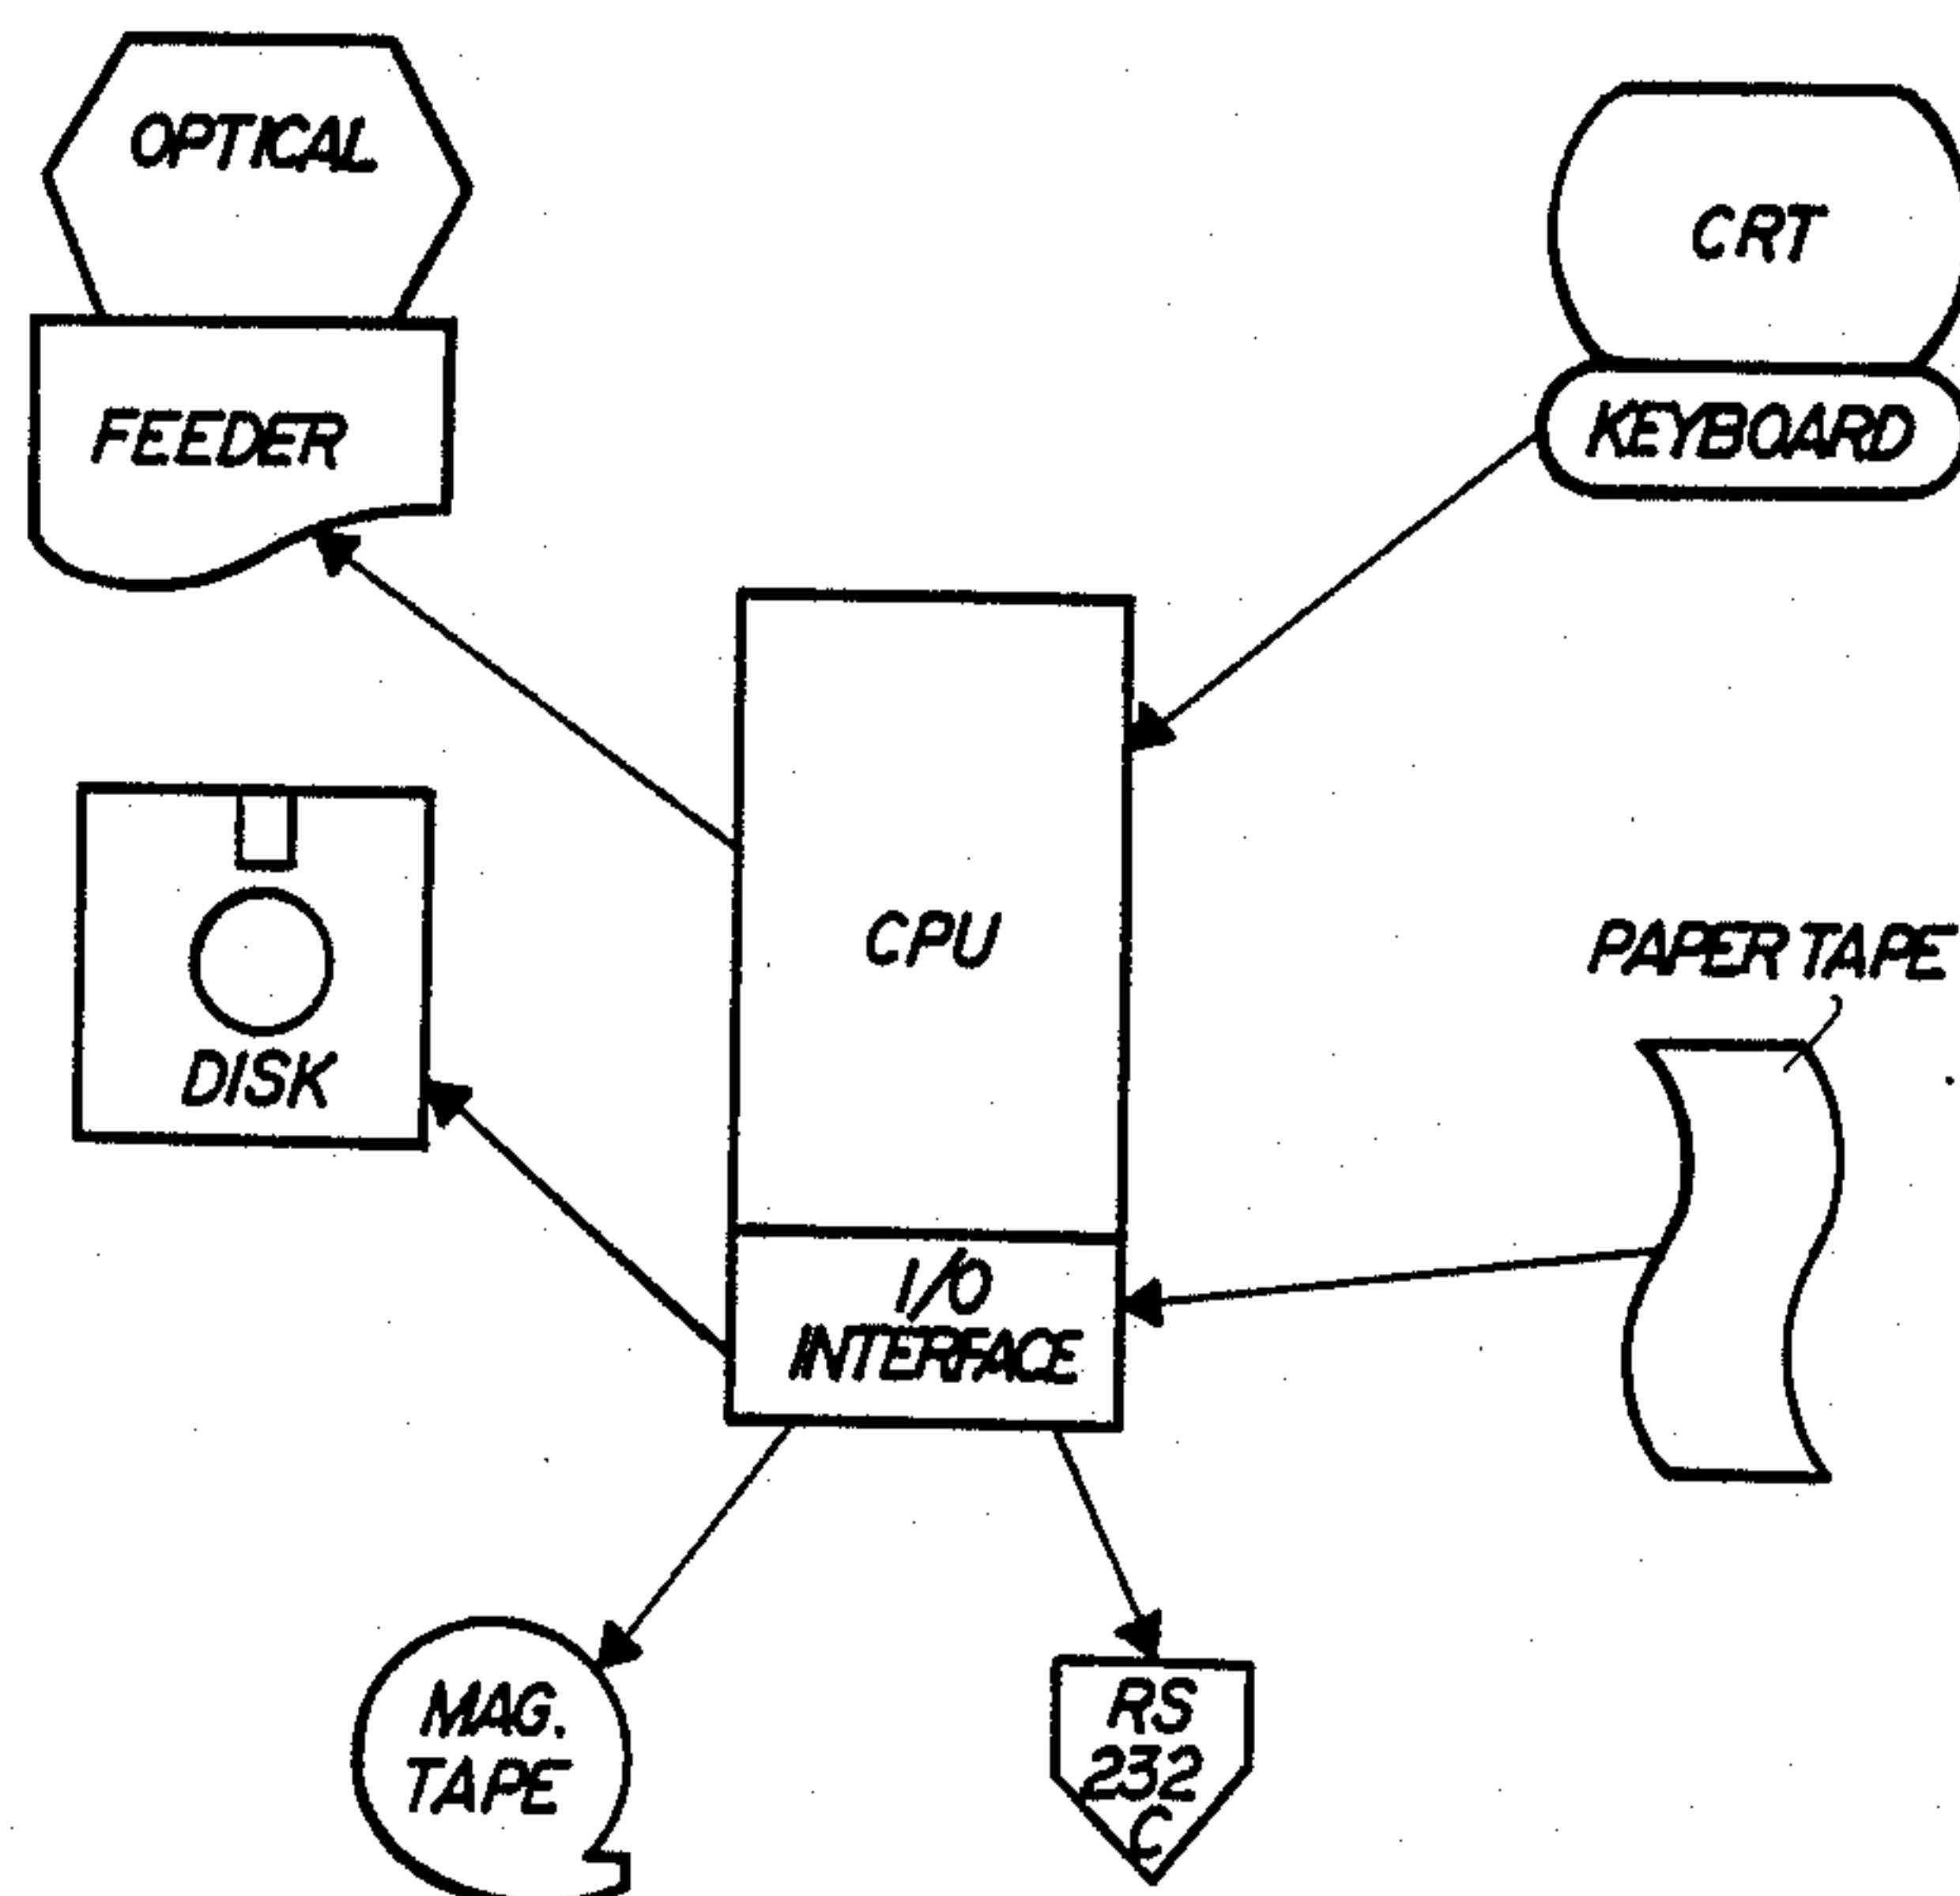 OPTICAL
CRT
FEEDER
KEYBOARD
CPU
PAPER TAPE
DISK
I/O
INTERFACE
MAG.
TAPE
RS
232
C